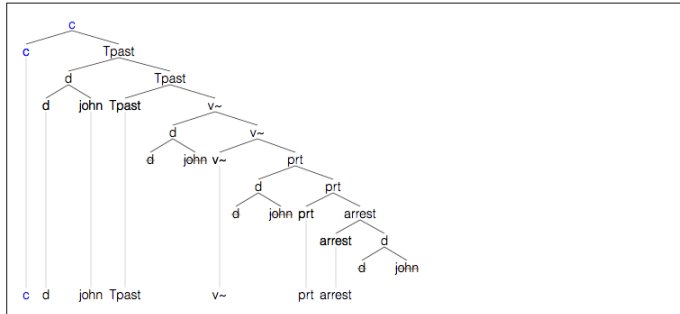 c
c Tpast
d Tpast
d john Tpast v~
d v~
d john v~ prt
d prt
d john prt arrest
arrest d
d john
c d john Tpast v~ prt arrest